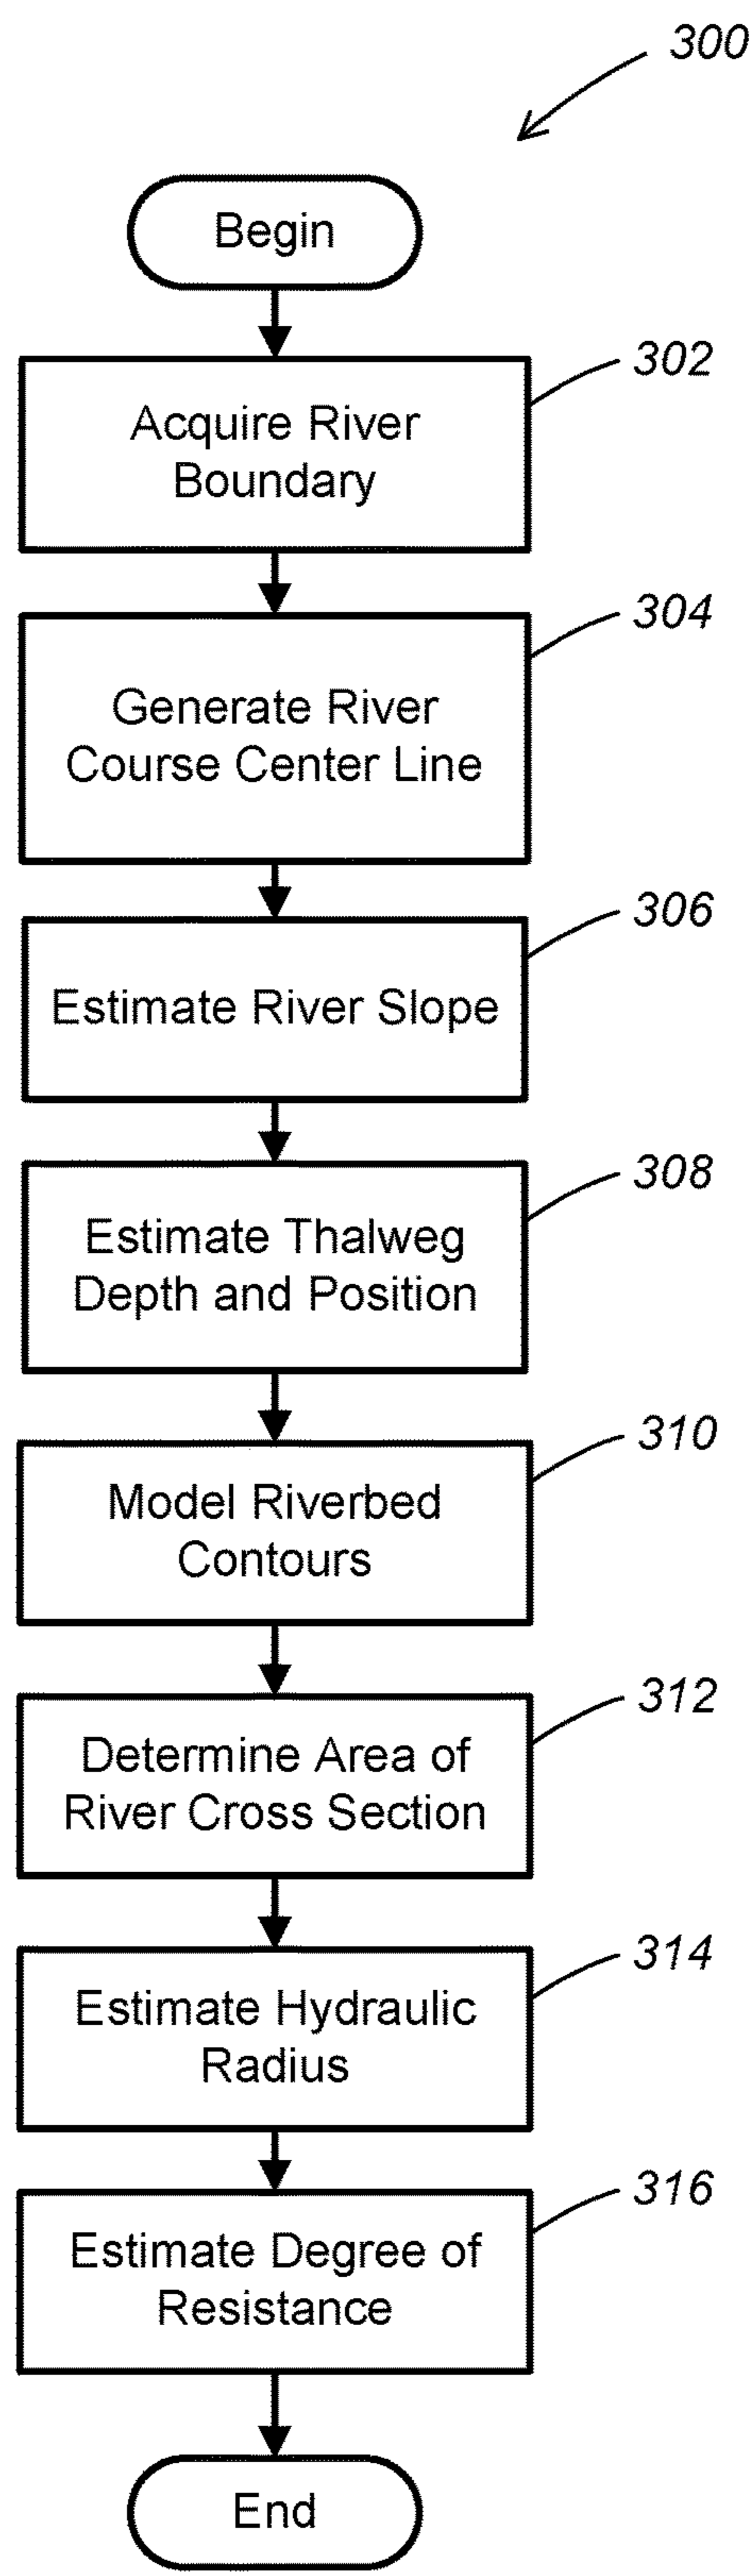 300
Begin
302
Acquire River
Boundary
304
Generate River
Course Center Line
306
Estimate River Slope
308
Estimate Thalweg
Depth and Position
310
Model Riverbed
Contours
312
Determine Area of
River Cross Section
314
Estimate Hydraulic
Radius
316
Estimate Degree of
Resistance
End